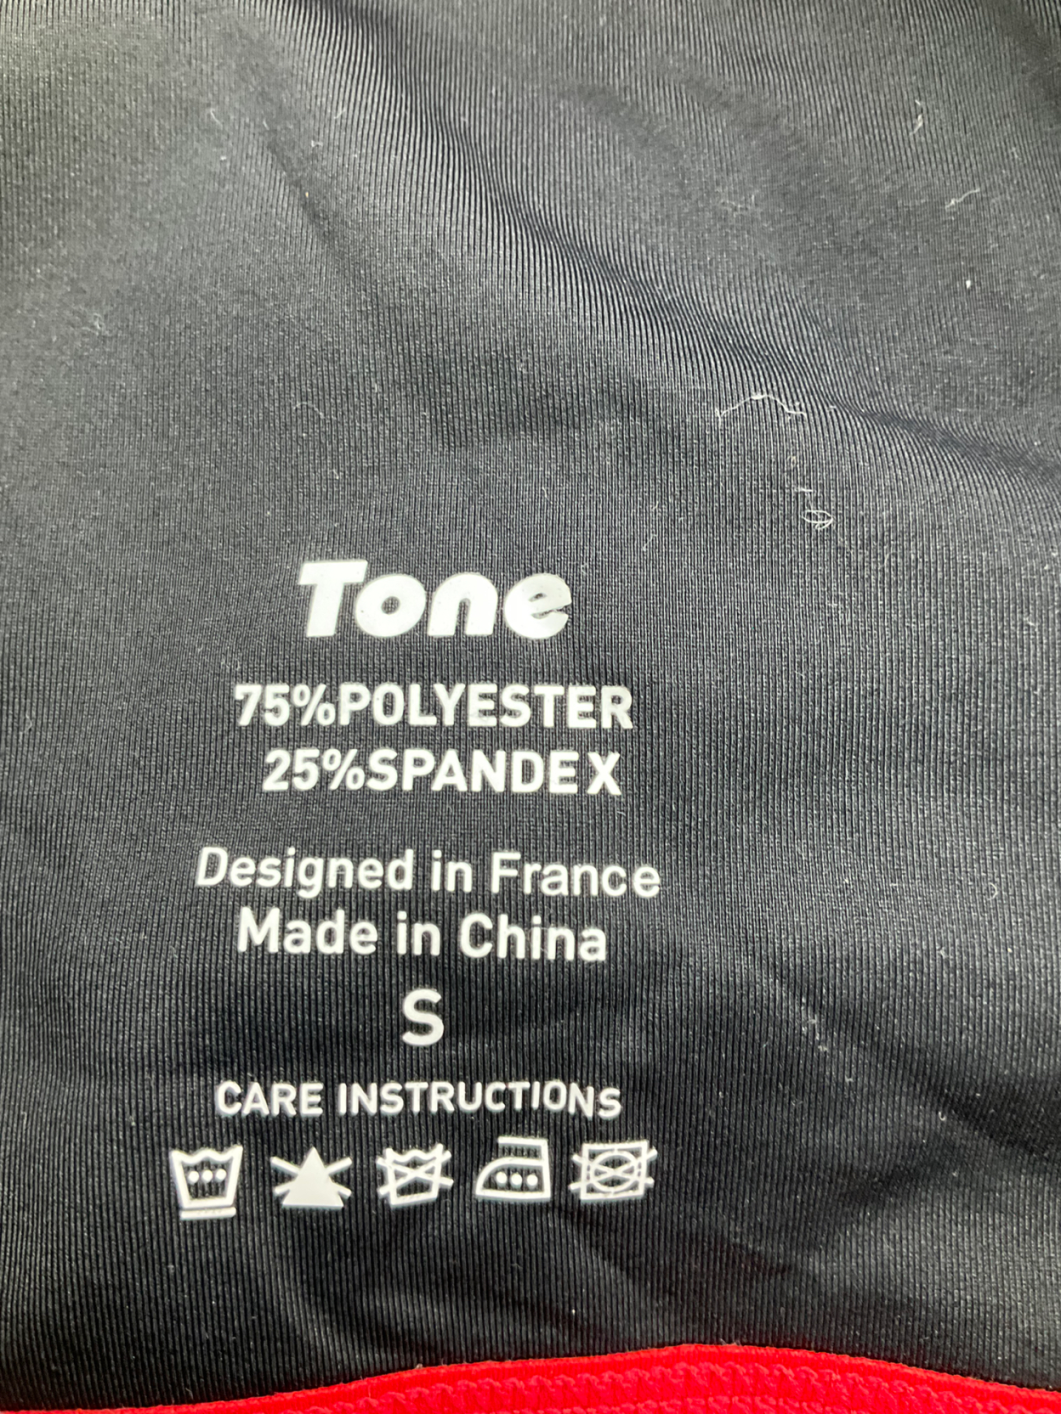 Tone
75%POLYESTER
25%SPANDEX
Designed in France
Made in China
S
CARE INSTRUCTIONS